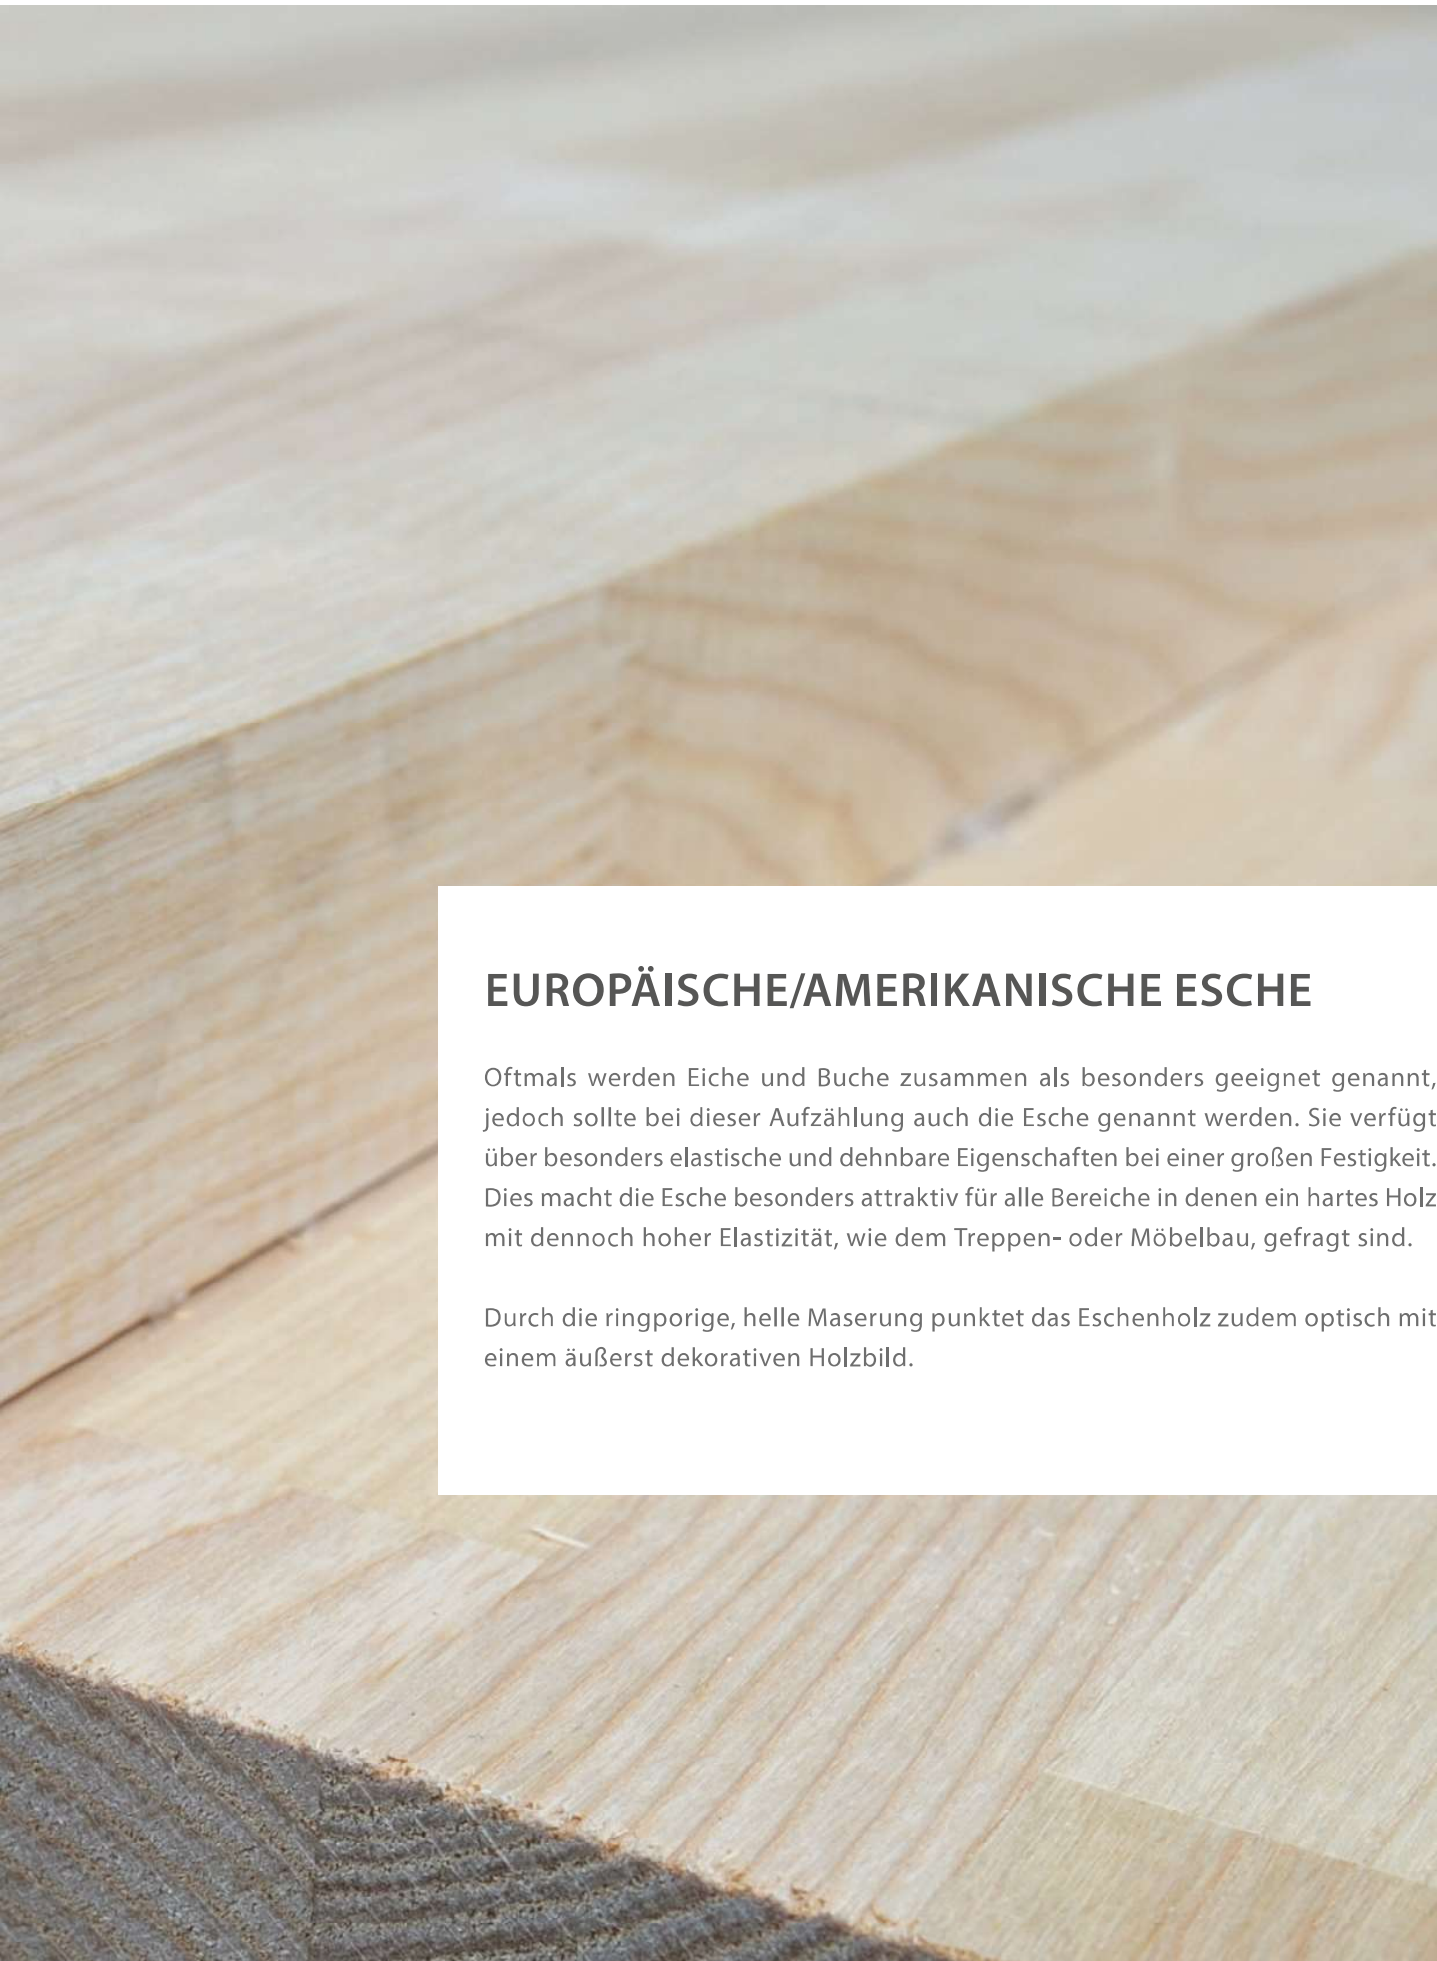 EUROPÄISCHE/AMERIKANISCHE ESCHE
Oftmals werden Eiche und Buche zusammen als besonders geeignet genannt,
jedoch sollte bei dieser Aufzählung auch die Esche genannt werden. Sie verfügt
über besonders elastische und dehnbare Eigenschaften bei einer großen Festigkeit.
Dies macht die Esche besonders attraktiv für alle Bereiche in denen ein hartes Holz
mit dennoch hoher Elastizität, wie dem Treppen- oder Möbelbau, gefragt sind.
Durch die ringporige, helle Maserung punktet das Eschenholz zudem optisch mit
einem äußerst dekorativen Holzbild.